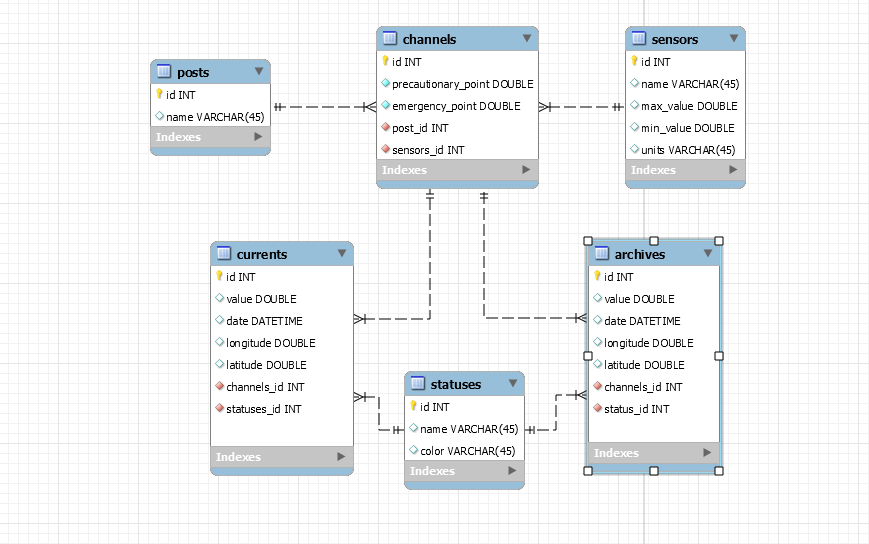 posts
id INT
name VARCHAR(45)
Indexes
channels
id INT
precautionary_point DOUBLE
emergency_point DOUBLE
post_id INT
sensors_id INT
Indexes
sensors
id INT
name VARCHAR(45)
max_value DOUBLE
min_value DOUBLE
units VARCHAR(45)
Indexes
currents
id INT
value DOUBLE
date DATETIME
longitude DOUBLE
latitude DOUBLE
channels_id INT
statuses_id INT
Indexes
statuses
id INT
name VARCHAR(45)
color VARCHAR(45)
Indexes
archives
id INT
value DOUBLE
date DATETIME
longitude DOUBLE
latitude DOUBLE
channels_id INT
status_id INT
Indexes